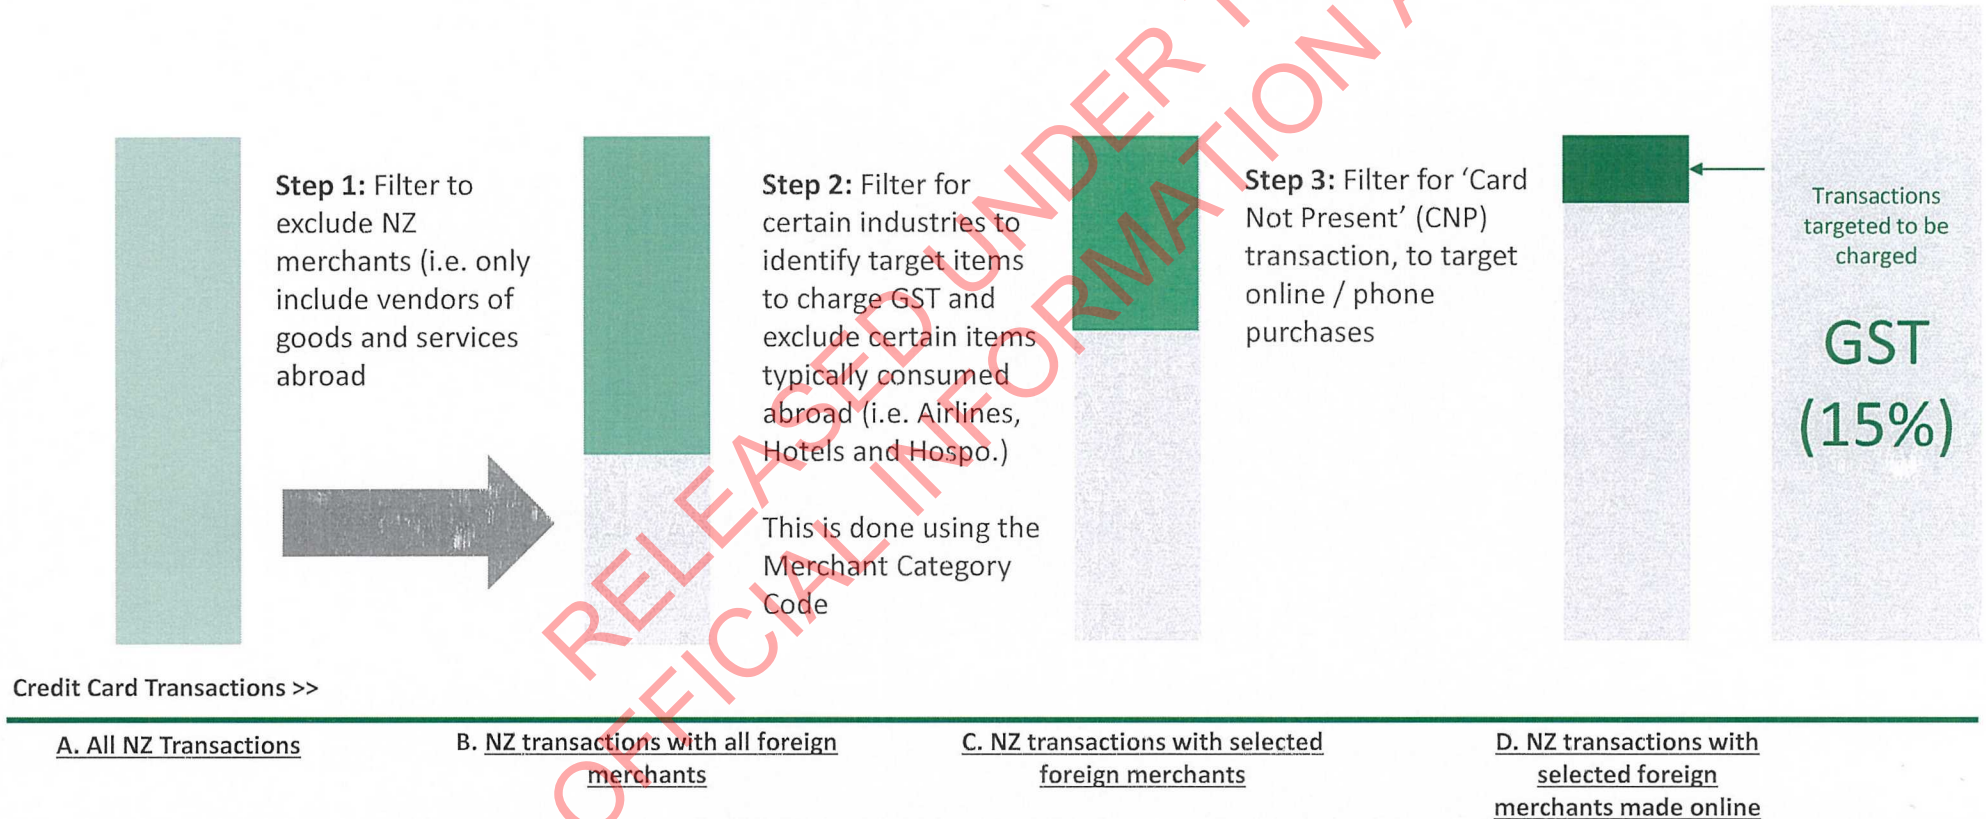 Step 1: Filter to
exclude NZ
merchants (i.e. only
include vendors of
goods and services
abroad
Step 2: Filter for
certain industries to
identify target items
to charge GST and
exclude certain items
typically consumed
abroad (i.e. Airlines,
Hotels and Hospo.)
This is done using the
Merchant Category
Code
Step 3: Filter for ‘Card
Not Present’ (CNP)
transaction, to target
online / phone
purchases
Transactions
targeted to be
charged
GST
(15%)
Credit Card Transactions >>
A. All NZ Transactions
B. NZ transactions with all foreign
merchants
C. NZ transactions with selected
foreign merchants
D. NZ transactions with
selected foreign
merchants made online
RELEASED UNDER
OFFICIAL INFORMATION